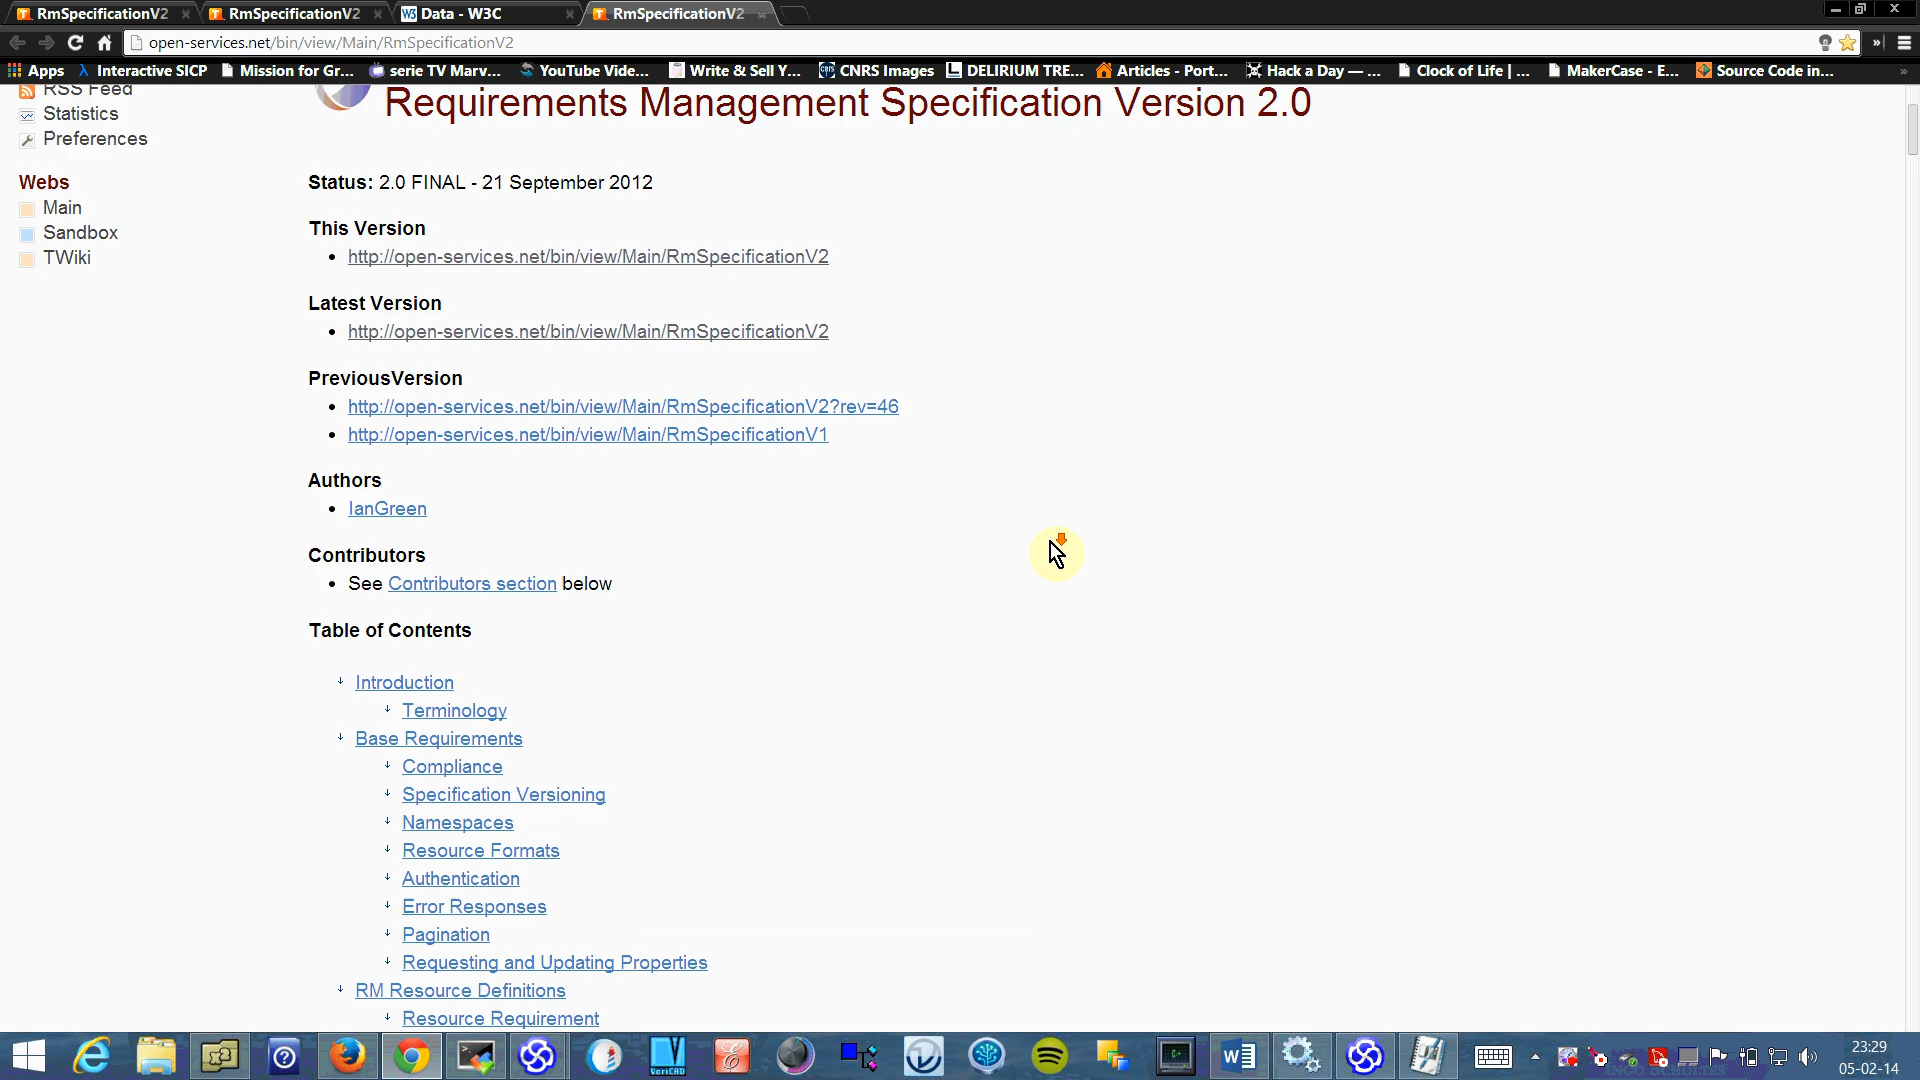 RmSpecificationV2
RmSpecificationV2
Data - W3C
RmSpecificationV2
open-services.net/bin/view/Main/RmSpecificationV2
Apps
Interactive SICP
Mission for Gr...
serie TV Marv...
YouTube Vide...
Write & Sell Y...
CNRS Images
DELIRIUM TRE...
Articles - Port...
Hack a Day — ...
Clock of Life | ...
MakerCase - E...
Source Code in...
RSS Feed
Statistics
Preferences
Webs
Main
Sandbox
TWiki
Requirements Management Specification Version 2.0
Status: 2.0 FINAL - 21 September 2012
This Version
http://open-services.net/bin/view/Main/RmSpecificationV2
Latest Version
http://open-services.net/bin/view/Main/RmSpecificationV2
PreviousVersion
http://open-services.net/bin/view/Main/RmSpecificationV2?rev=46
http://open-services.net/bin/view/Main/RmSpecificationV1
Authors
IanGreen
Contributors
See Contributors section below
Table of Contents
Introduction
Terminology
Base Requirements
Compliance
Specification Versioning
Namespaces
Resource Formats
Authentication
Error Responses
Pagination
Requesting and Updating Properties
RM Resource Definitions
Resource Requirement
23:29
05-02-14